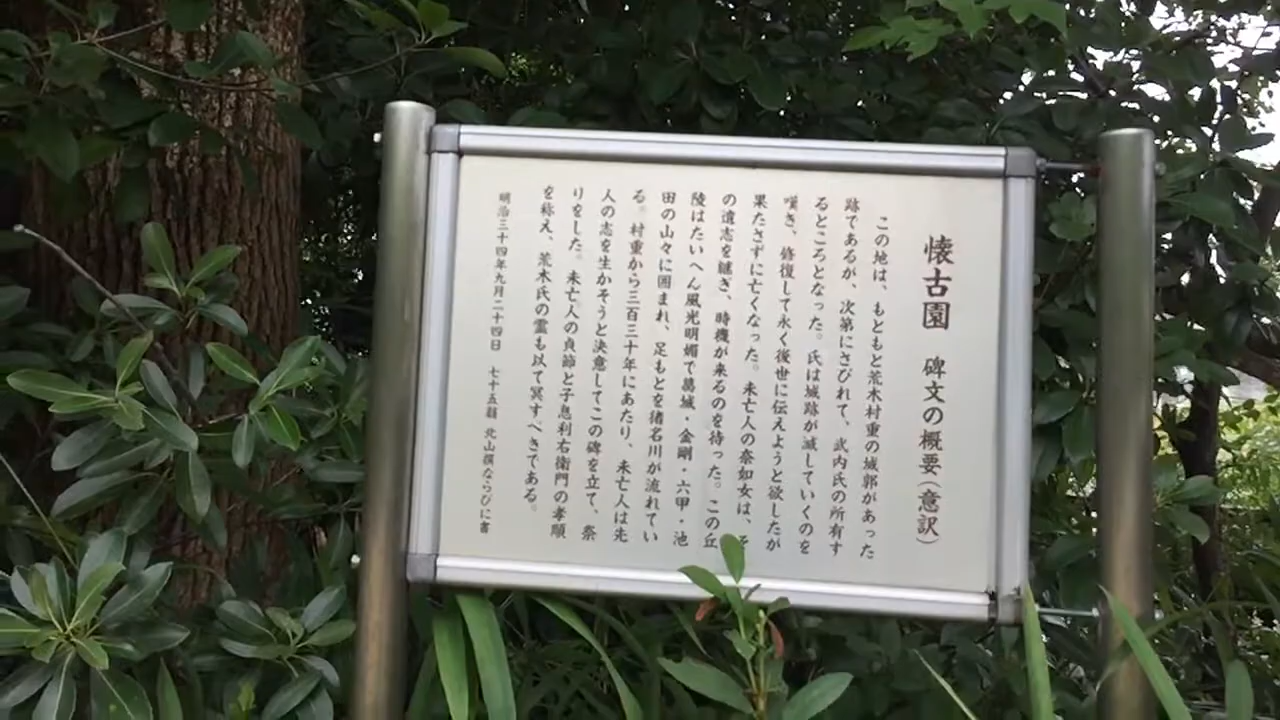 懐古園 碑文の概要(意訳)
この地は、もともと荒木村重の城郭があった
跡であるが、次第にさびれて、武内氏の所有す
るところとなった。氏は城跡が滅していくのを
嘆き、修復して永く後世に伝えようと欲したが
果たさずに亡くなった。未亡人の奈如女は、そ
の遺志を継ぎ、時機が来るのを待った。この丘
陵はたいへん風光明媚で葛城・金剛・六甲・池
田の山々に囲まれ、足もとを猪名川が流れてい
る。村重から三百三十年にあたり、未亡人は先
人の志を生かそうと決意してこの碑を立て、祭
りをした。未亡人の貞節と子息利右衛門の孝順
を称え、荒木氏の霊も以て冥すべきである。
明治三十四年九月二十四日 七十五翁 北山 ならびに書